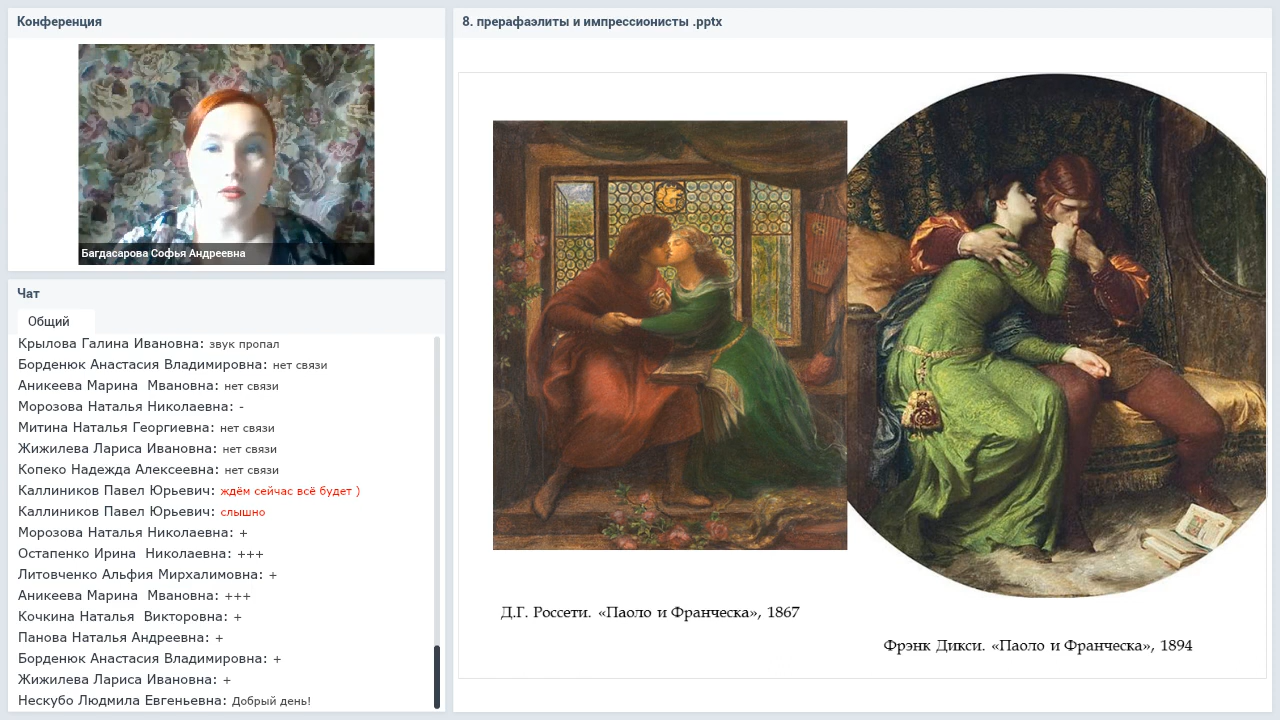 Конференция
Багдасарова Софья Андреевна
Чат
Общий
Крылова Галина Ивановна: звук пропал
Борденюк Анастасия Владимировна: нет связи
Аникеева Марина  Мвановна: нет связи
Морозова Наталья Николаевна: -
Митина Наталья Георгиевна: нет связи
Жижилева Лариса Ивановна: нет связи
Копеко Надежда Алексеевна: нет связи
Каллиников Павел Юрьевич: ждём сейчас всё будет )
Каллиников Павел Юрьевич: слышно
Морозова Наталья Николаевна: +
Остапенко Ирина  Николаевна: +++
Литовченко Альфия Мирхалимовна: +
Аникеева Марина  Мвановна: +++
Кочкина Наталья  Викторовна: +
Панова Наталья Андреевна: +
Борденюк Анастасия Владимировна: +
Жижилева Лариса Ивановна: +
Нескубо Людмила Евгеньевна: Добрый день!
8. прерафаэлиты и импрессионисты .pptx
Д.Г. Россети. «Паоло и Франческа», 1867
Фрэнк Дикси. «Паоло и Франческа», 1894